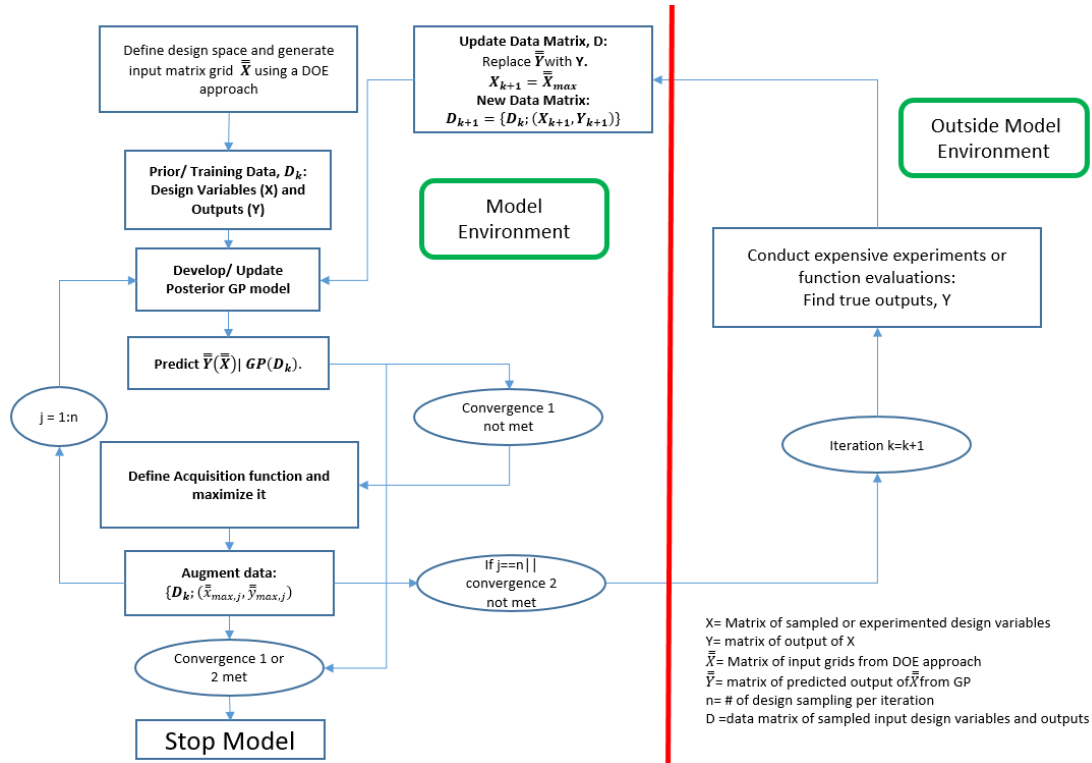 Define design space and generate
input matrix grid X̿ using a DOE
approach
Update Data Matrix, D:
Replace Y̿ with Y.
X_{k+1} = X̿_{max}
New Data Matrix:
D_{k+1} = {D_k; (X_{k+1}, Y_{k+1})}
Outside Model
Environment
Prior/ Training Data, D_k:
Design Variables (X) and
Outputs (Y)
Model
Environment
Develop/ Update
Posterior GP model
Conduct expensive experiments or
function evaluations:
Find true outputs, Y
Predict Y̿(X̿)| GP(D_k).
j = 1:n
Convergence 1
not met
Iteration k=k+1
Define Acquisition function and
maximize it
Augment data:
{D_k; (x̿_{max,j}, y̿_{max,j})
If j==n||
convergence 2
not met
Convergence 1 or
2 met
Stop Model
X= Matrix of sampled or experimented design variables
Y= matrix of output of X
X̿= Matrix of input grids from DOE approach
Y̿= matrix of predicted output of X̿ from GP
n= # of design sampling per iteration
D =data matrix of sampled input design variables and outputs